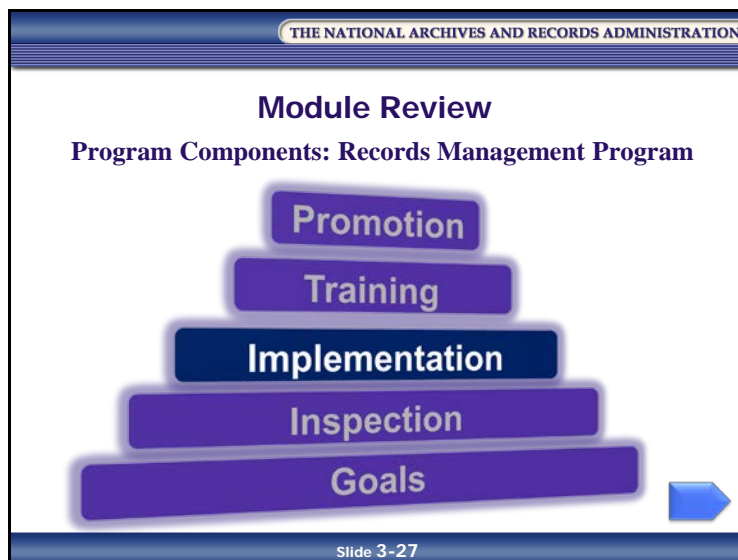 THE NATIONAL ARCHIVES AND RECORDS ADMINISTRATION
Module Review
Program Components: Records Management Program
Promotion
Training
Implementation
Inspection
Goals
Slide 3-27